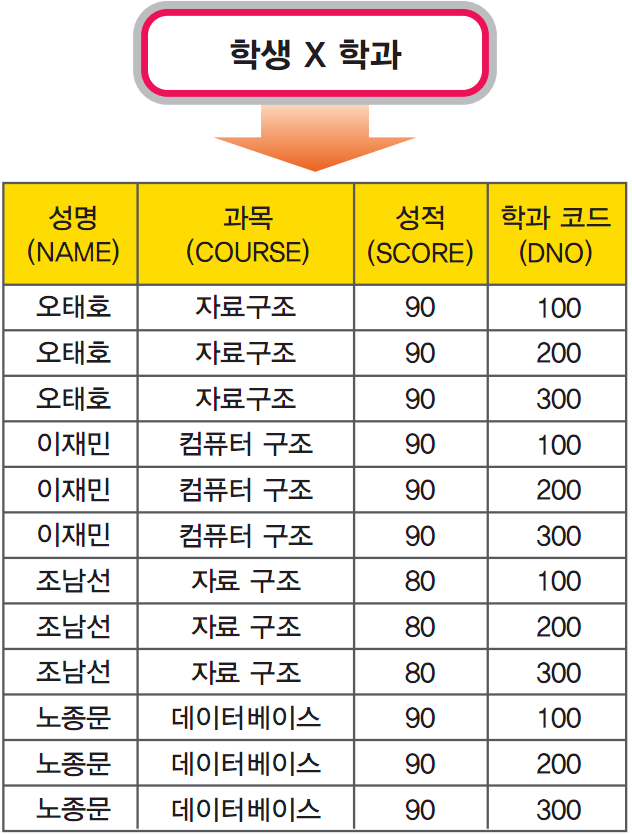 학생 X 학과
성명 과목 성적 학과 코드
(NAME) (COURSE) (SCORE) (DNO)
오태호 자료구조 90 100
오태호 자료구조 90 200
오태호 자료구조 90 300
이재민 컴퓨터 구조 90 100
이재민 컴퓨터 구조 90 200
이재민 컴퓨터 구조 90 300
조남선 자료 구조 80 100
조남선 자료 구조 80 200
조남선 자료 구조 80 300
노종문 데이터베이스 90 100
노종문 데이터베이스 90 200
노종문 데이터베이스 90 300